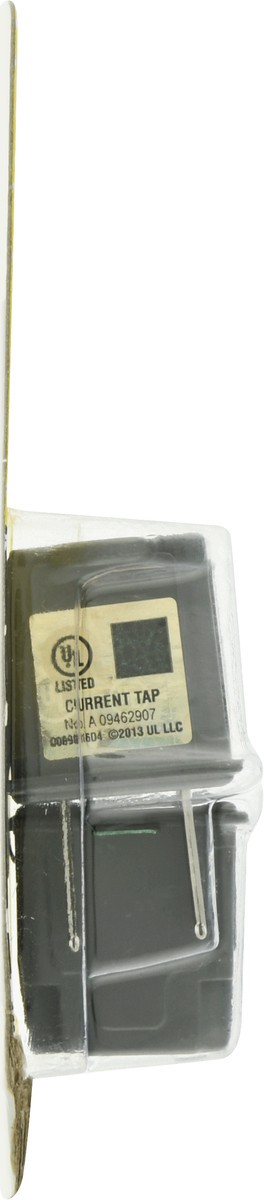 UL
LISTED
CURRENT TAP
No. A 09462907
©2013 UL LLC